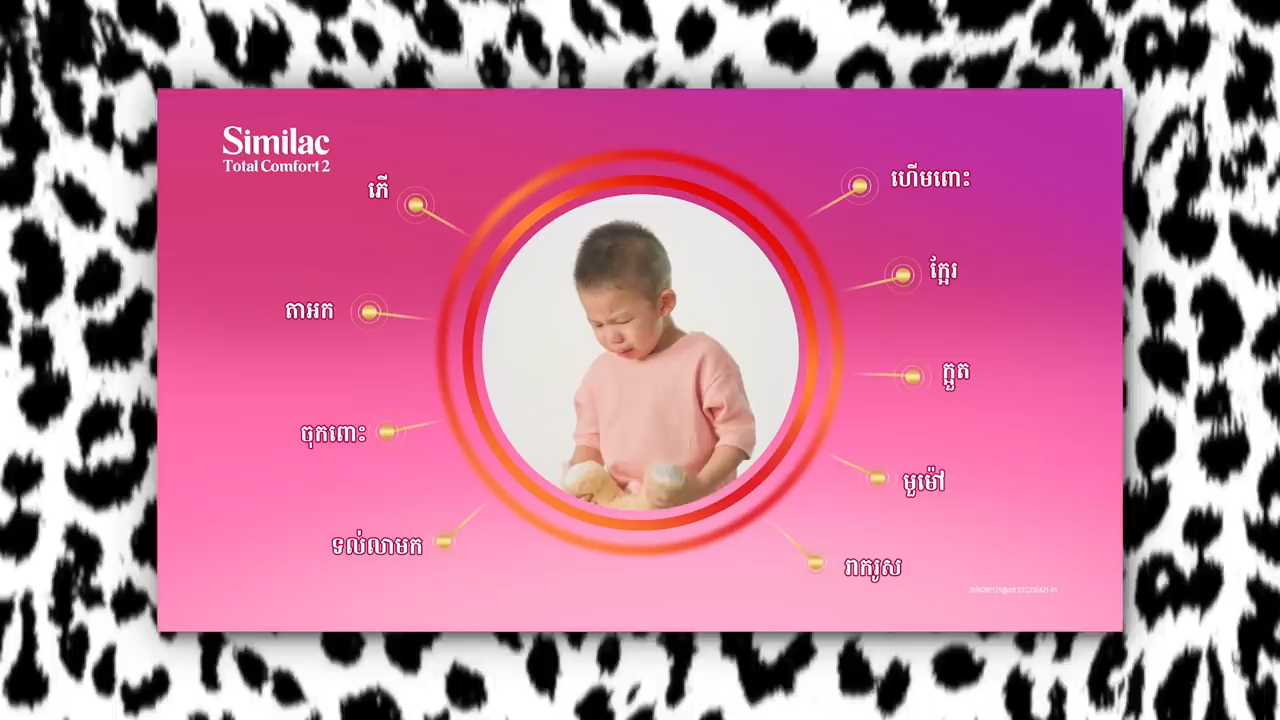 Similac
Total Comfort 2
ភើ
តាអក
ចុកពោះ
ទល់លាមក
ហើមពោះ
ក្អែរ
ក្អួត
មួម៉ៅ
រាករូស